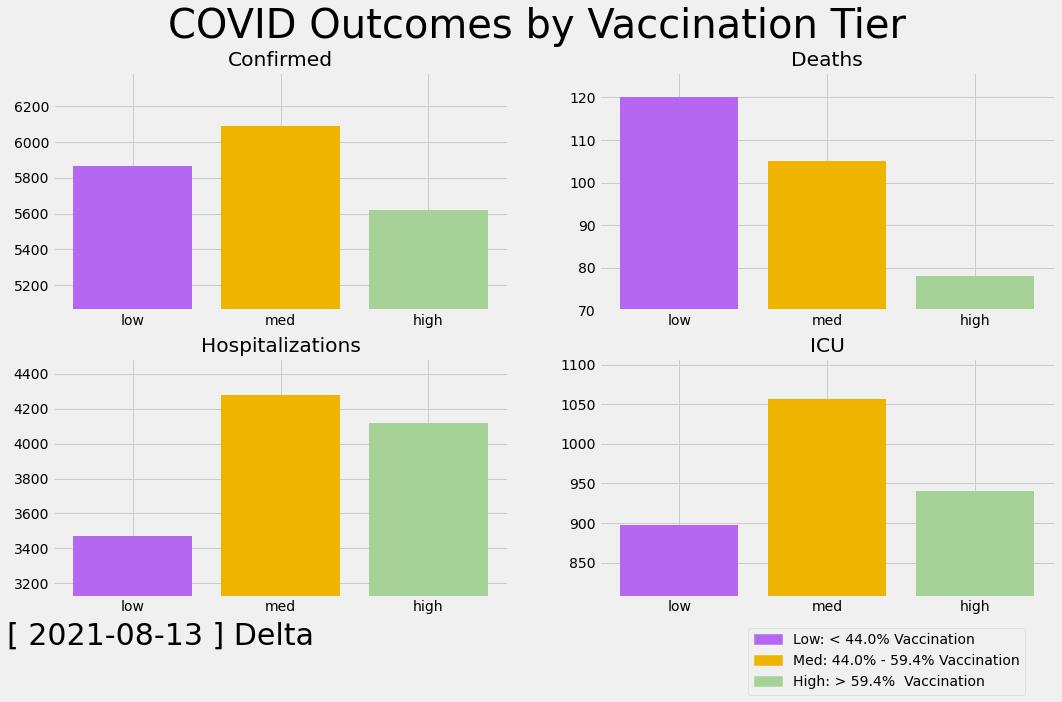 COVID Outcomes by Vaccination Tier
Confirmed
6200
6000
5800
5600
5400
5200
low med high
Deaths
120
110
100
90
80
70
low med high
Hospitalizations
4400
4200
4000
3800
3600
3400
3200
low med high
ICU
1100
1050
1000
950
900
850
low med high
[ 2021-08-13 ] Delta
Low: < 44.0% Vaccination
Med: 44.0% - 59.4% Vaccination
High: > 59.4%  Vaccination